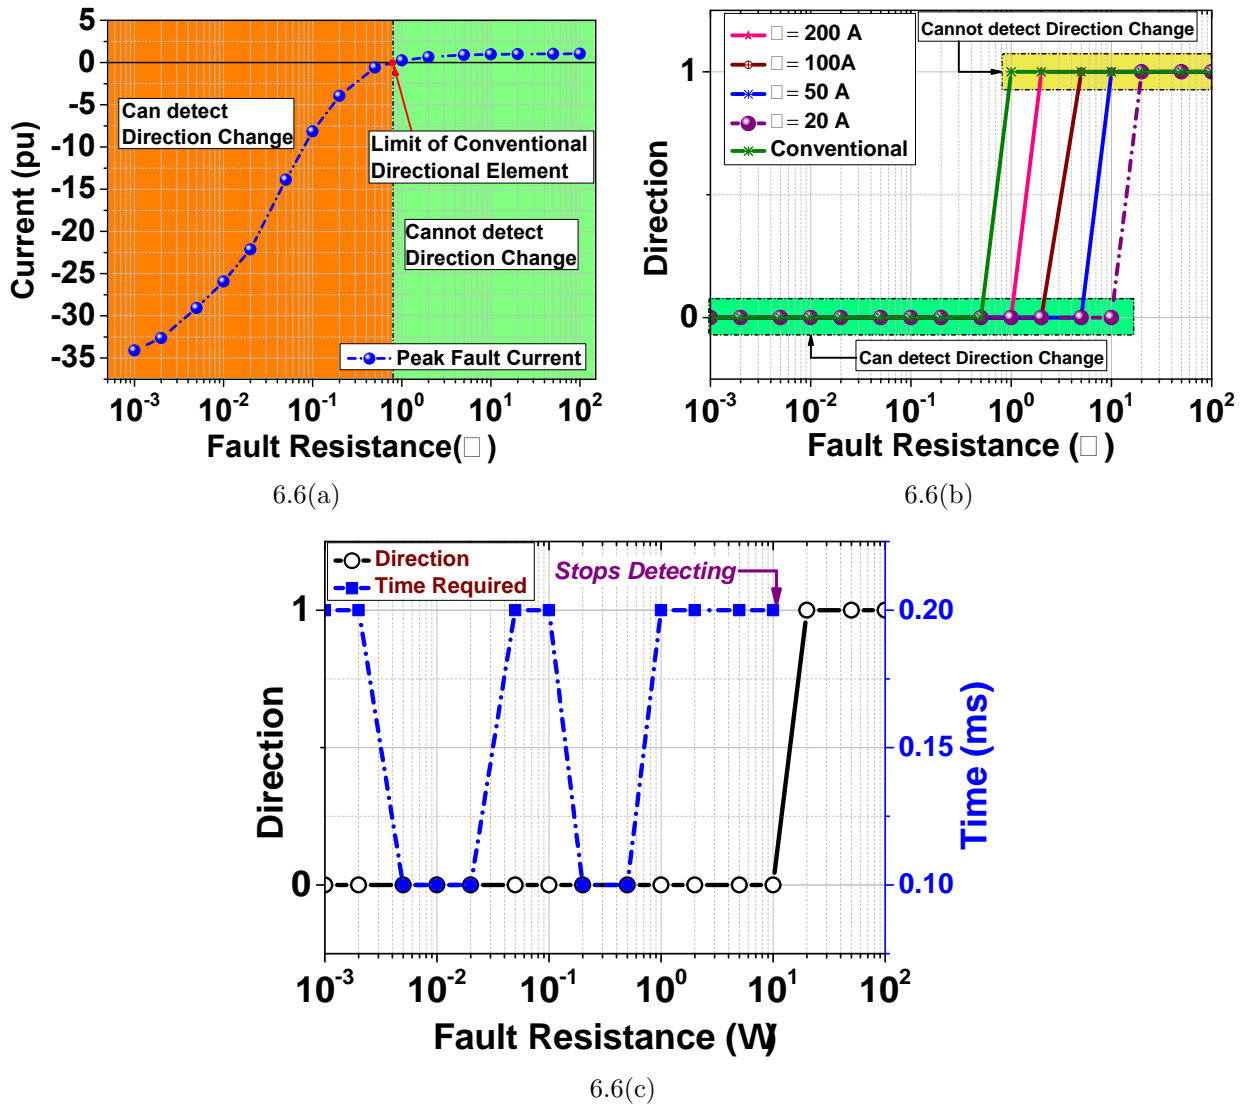 5
0
-5
-10
-15
-20
-25
-30
-35
Current (pu)
Can detect
Direction Change
Limit of Conventional
Directional Element
Cannot detect
Direction Change
Peak Fault Current
10⁻³ 10⁻² 10⁻¹ 10⁰ 10¹ 10²
Fault Resistance(□ )
6.6(a)
□ = 200 A
□ = 100A
□ = 50 A
□ = 20 A
Conventional
Cannot detect Direction Change
1
0
Direction
Can detect Direction Change
10⁻³ 10⁻² 10⁻¹ 10⁰ 10¹ 10²
Fault Resistance (□ )
6.6(b)
Direction
Time Required
Stops Detecting
1
0
Direction
0.20
0.15
0.10
Time (ms)
10⁻³ 10⁻² 10⁻¹ 10⁰ 10¹ 10²
Fault Resistance (W)
6.6(c)